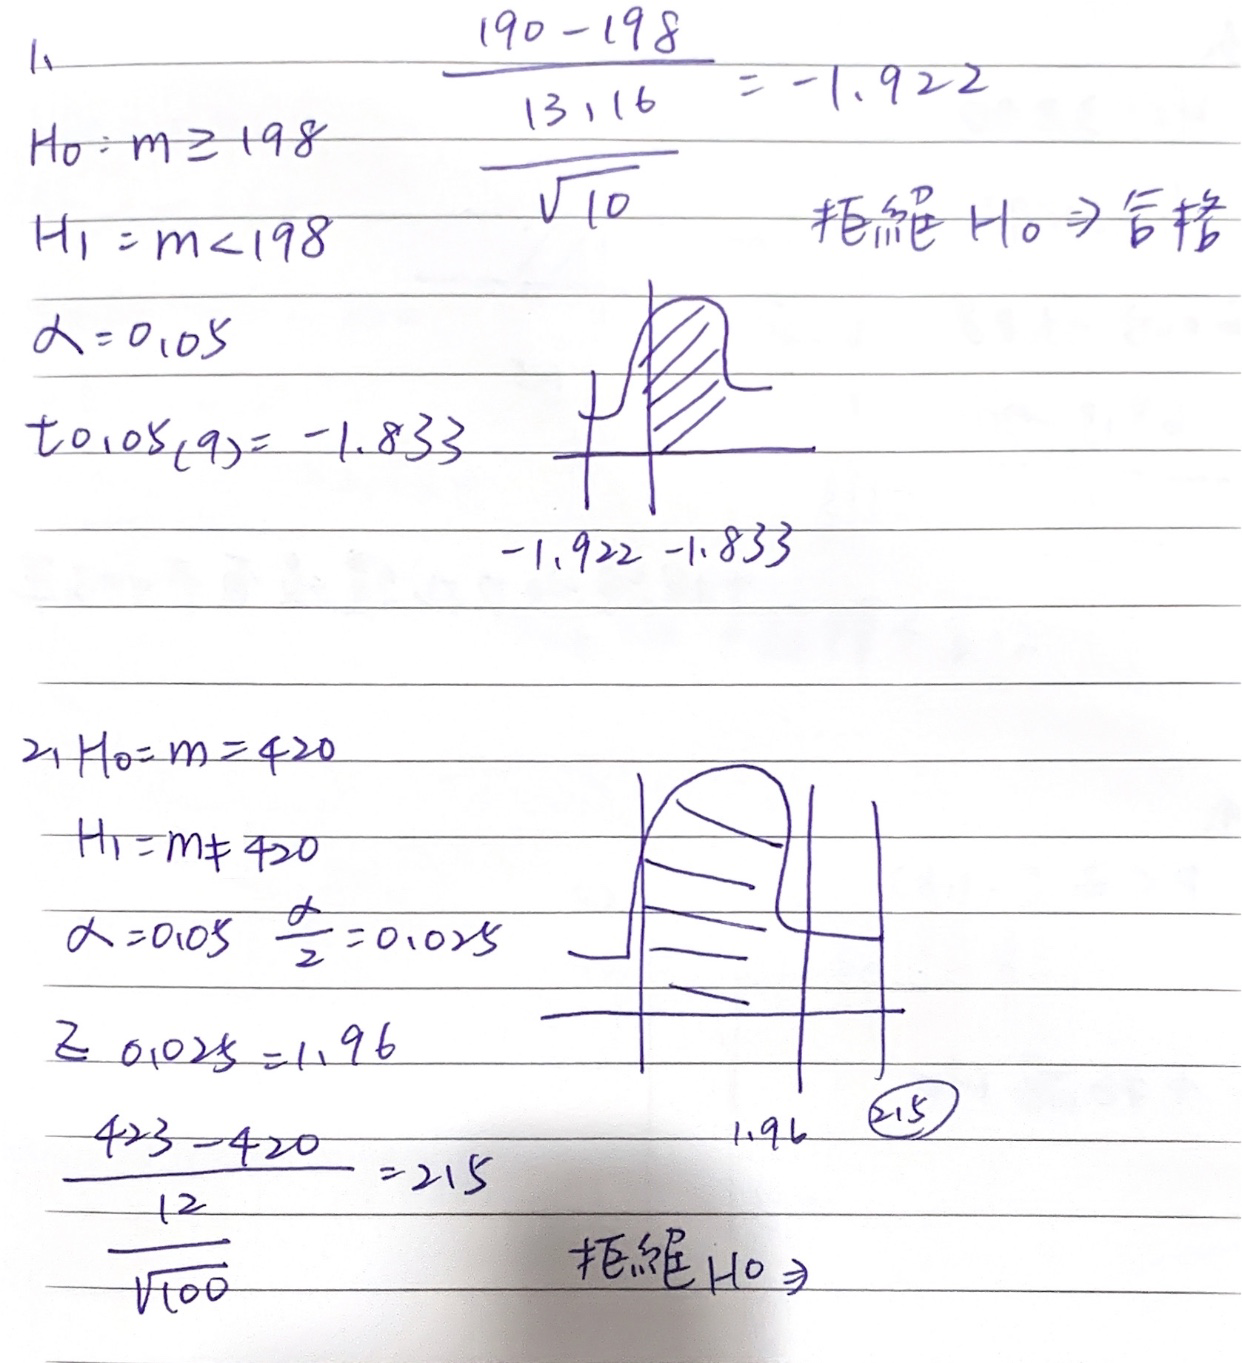 1.
H0: m ≥ 198
H1 = m < 198
α = 0.05
t0.05(9) = -1.833
190 - 198
13.16
√10
= -1.922
拒絕 H0 ⇒ 合格
-1.922 -1.833
2. H0 = m = 420
H1 = m ≠ 420
α = 0.05 α/2 = 0.025
Z 0.025 = 1.96
423 - 420
12
√100
= 2.5
1.96 2.5
拒絕 H0 ⇒